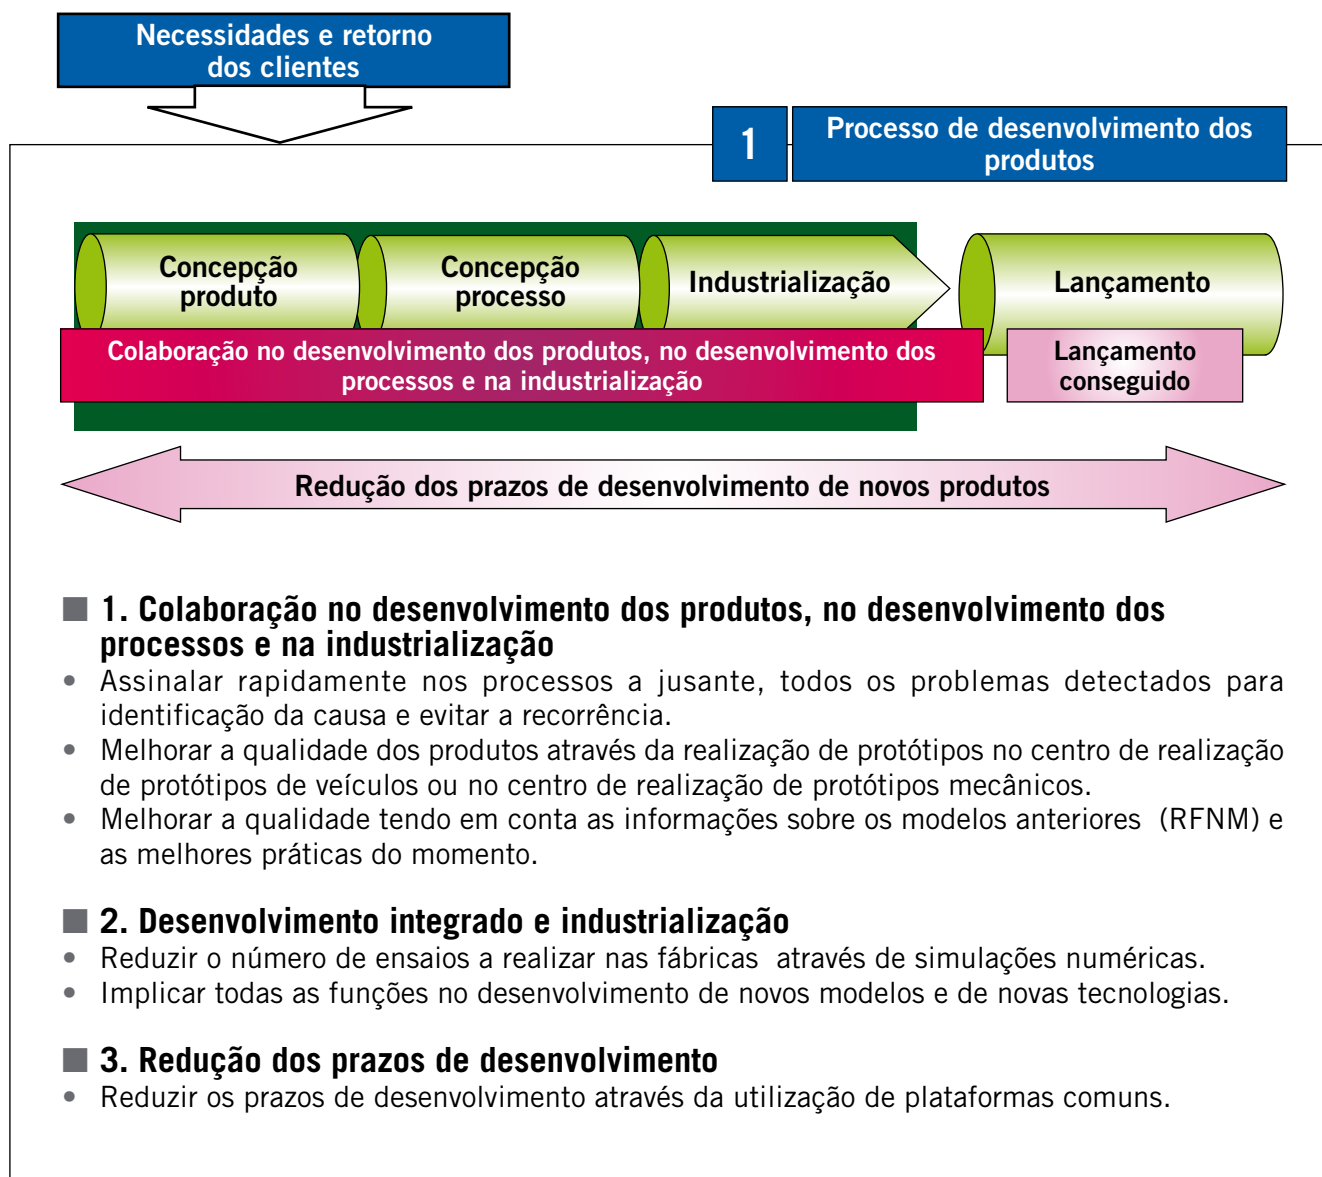 Necessidades e retorno
dos clientes
1
Processo de desenvolvimento dos
produtos
Concepção
produto
Concepção
processo
Industrialização
Lançamento
Colaboração no desenvolvimento dos produtos, no desenvolvimento dos
processos e na industrialização
Lançamento
conseguido
Redução dos prazos de desenvolvimento de novos produtos
■ 1. Colaboração no desenvolvimento dos produtos, no desenvolvimento dos
processos e na industrialização
• Assinalar rapidamente nos processos a jusante, todos os problemas detectados para
identificação da causa e evitar a recorrência.
• Melhorar a qualidade dos produtos através da realização de protótipos no centro de realização
de protótipos de veículos ou no centro de realização de protótipos mecânicos.
• Melhorar a qualidade tendo em conta as informações sobre os modelos anteriores (RFNM) e
as melhores práticas do momento.
■ 2. Desenvolvimento integrado e industrialização
• Reduzir o número de ensaios a realizar nas fábricas através de simulações numéricas.
• Implicar todas as funções no desenvolvimento de novos modelos e de novas tecnologias.
■ 3. Redução dos prazos de desenvolvimento
• Reduzir os prazos de desenvolvimento através da utilização de plataformas comuns.